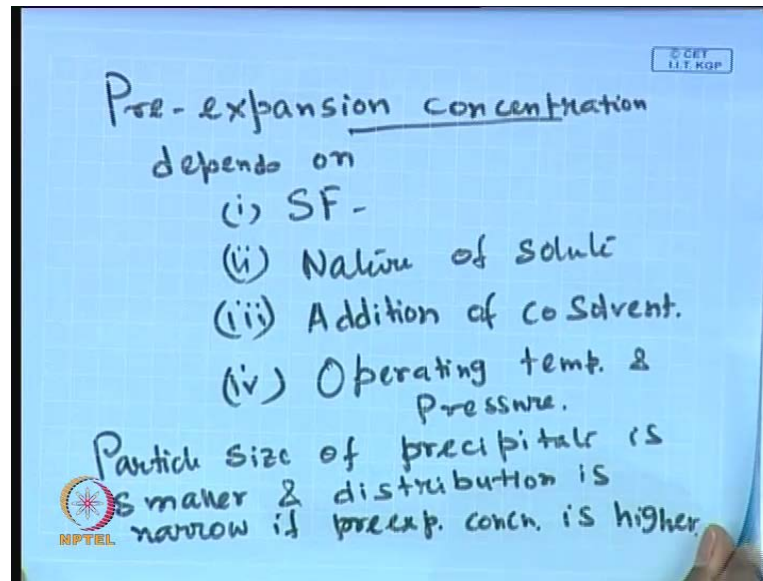 © CET
I.I.T. KGP
Pre-expansion concentration
depends on
(i) SF -
(ii) Nature of solute
(iii) Addition of co solvent.
(iv) Operating temp. &
Pressure.
Particle size of precipitate is
smaller & distribution is
narrow if preexp. concn. is higher.
NPTEL